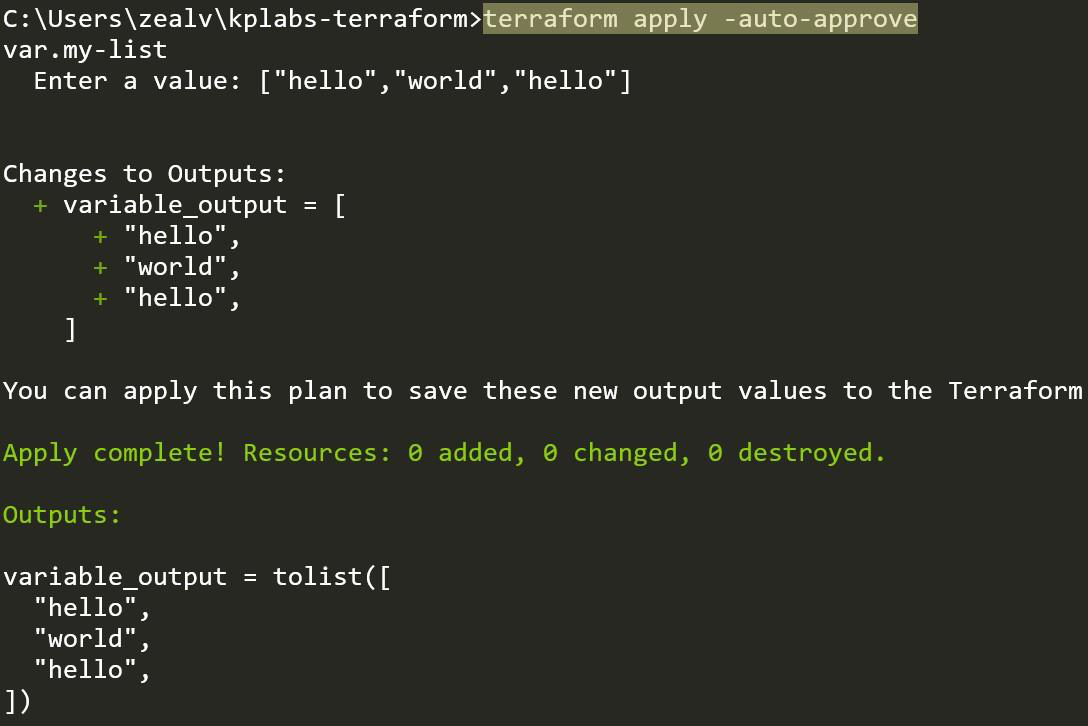 C:\Users\zealv\kplabs-terraform>terraform apply -auto-approve
var.my-list
  Enter a value: ["hello","world","hello"]
Changes to Outputs:
  + variable_output = [
      + "hello",
      + "world",
      + "hello",
    ]
You can apply this plan to save these new output values to the Terraform
Apply complete! Resources: 0 added, 0 changed, 0 destroyed.
Outputs:
variable_output = tolist([
  "hello",
  "world",
  "hello",
])